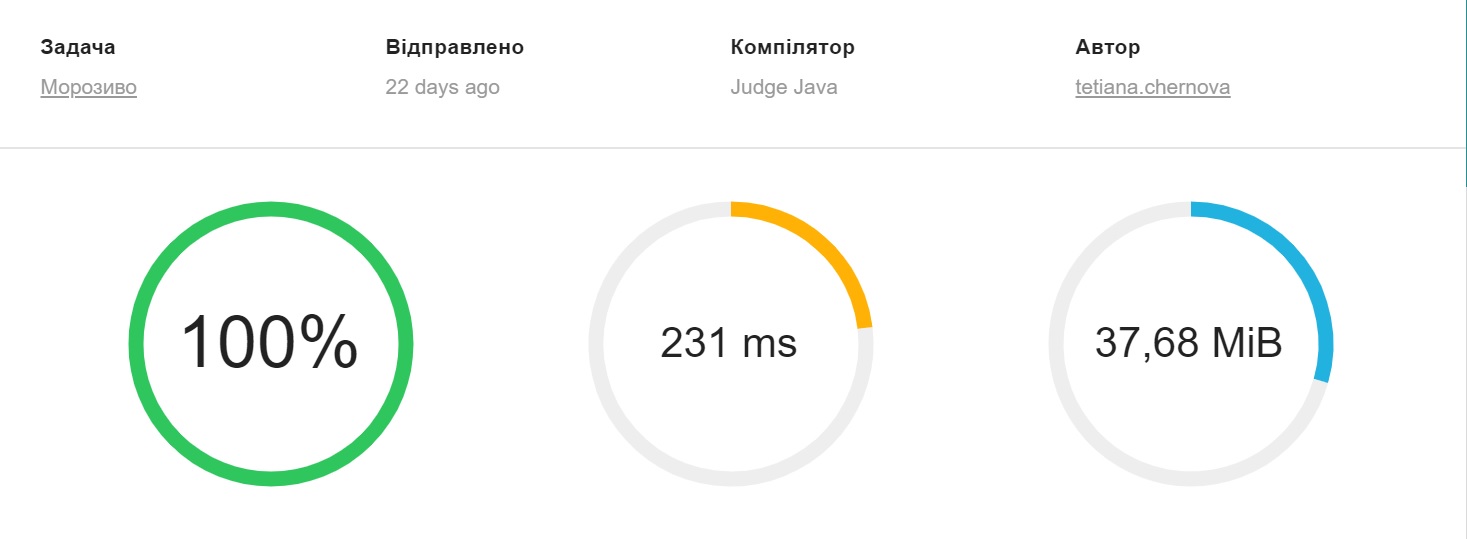 Задача
Відправлено
Компілятор
Автор
Морозиво
22 days ago
Judge Java
tetiana.chernova
100%
231 ms
37,68 MiB